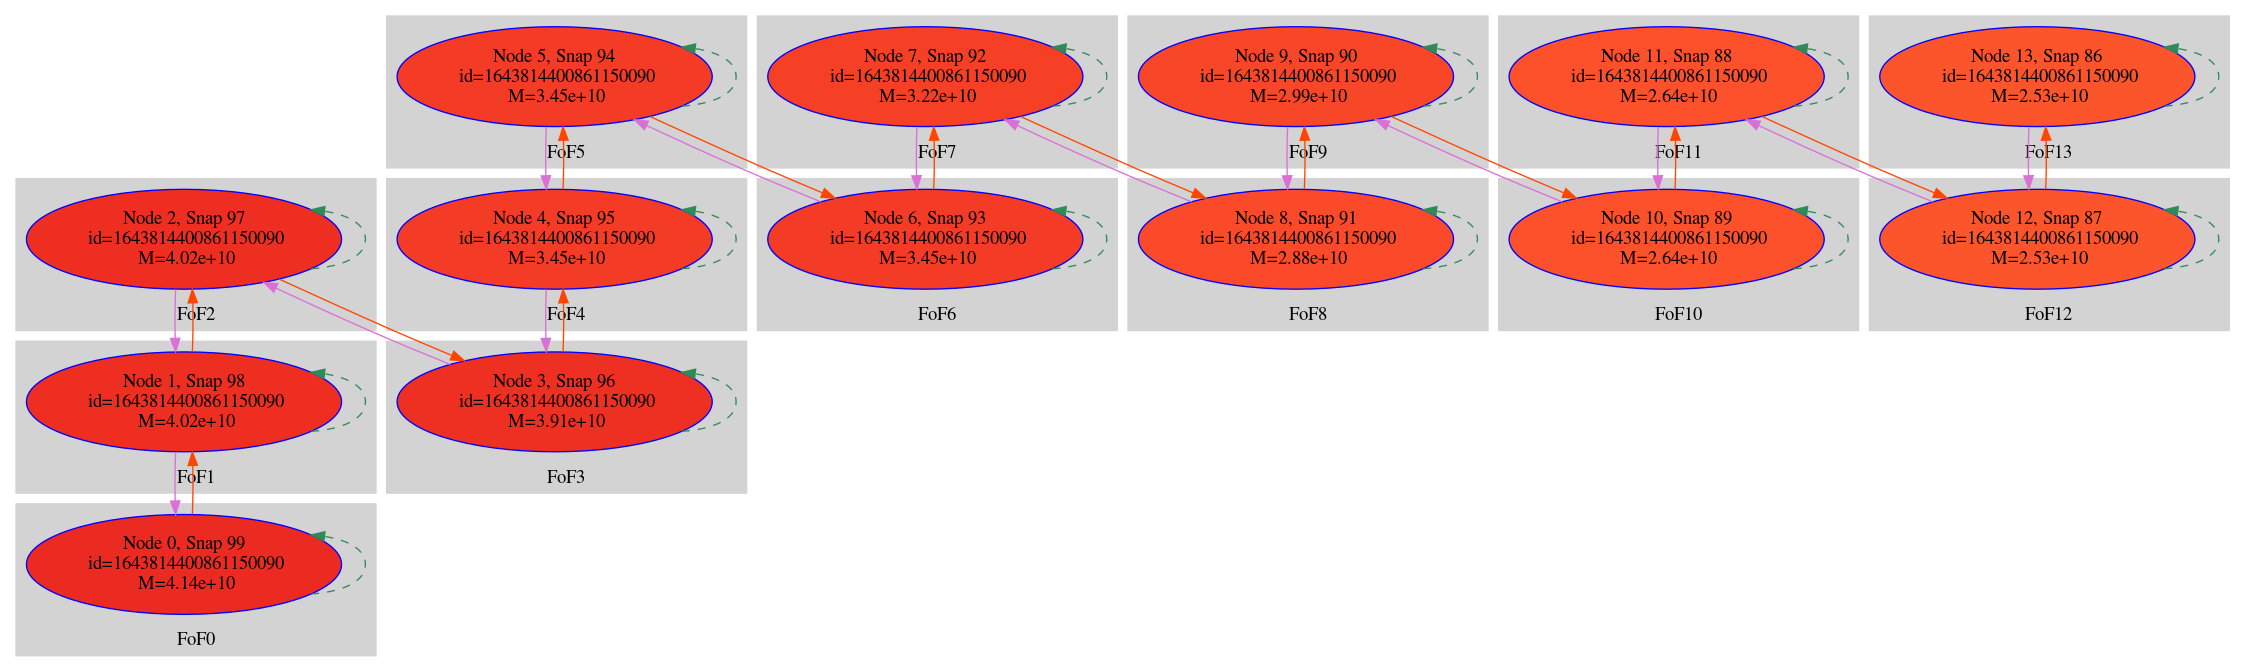 Node 5, Snap 94
id=1643814400861150090
M=3.45e+10
FoF5
Node 7, Snap 92
id=1643814400861150090
M=3.22e+10
FoF7
Node 9, Snap 90
id=1643814400861150090
M=2.99e+10
FoF9
Node 11, Snap 88
id=1643814400861150090
M=2.64e+10
FoF11
Node 13, Snap 86
id=1643814400861150090
M=2.53e+10
FoF13
Node 2, Snap 97
id=1643814400861150090
M=4.02e+10
FoF2
Node 4, Snap 95
id=1643814400861150090
M=3.45e+10
FoF4
Node 6, Snap 93
id=1643814400861150090
M=3.45e+10
FoF6
Node 8, Snap 91
id=1643814400861150090
M=2.88e+10
FoF8
Node 10, Snap 89
id=1643814400861150090
M=2.64e+10
FoF10
Node 12, Snap 87
id=1643814400861150090
M=2.53e+10
FoF12
Node 1, Snap 98
id=1643814400861150090
M=4.02e+10
FoF1
Node 3, Snap 96
id=1643814400861150090
M=3.91e+10
FoF3
Node 0, Snap 99
id=1643814400861150090
M=4.14e+10
FoF0